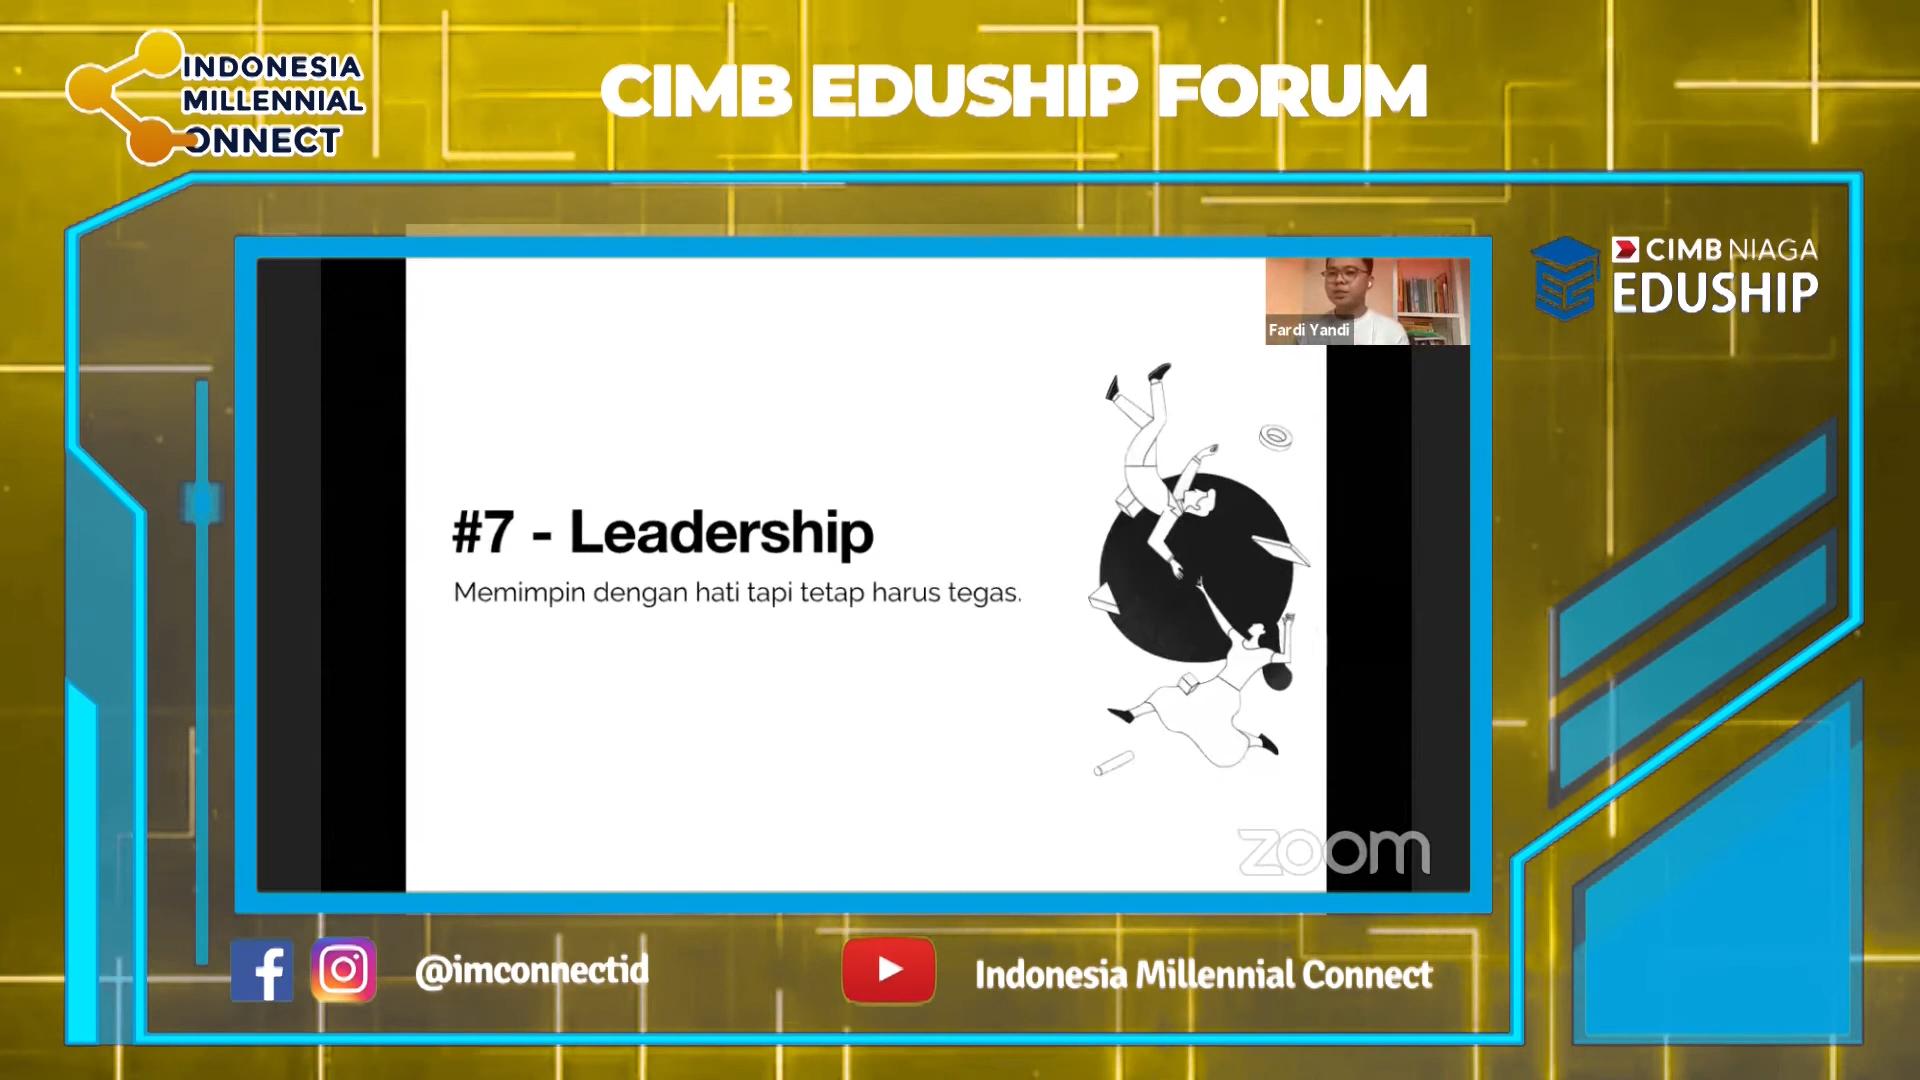 INDONESIA
MILLENNIAL
CONNECT
CIMB EDUSHIP FORUM
CIMB NIAGA
EDUSHIP
Fardi Yandi
#7 - Leadership
Memimpin dengan hati tapi tetap harus tegas.
zoom
@imconnectid
Indonesia Millennial Connect